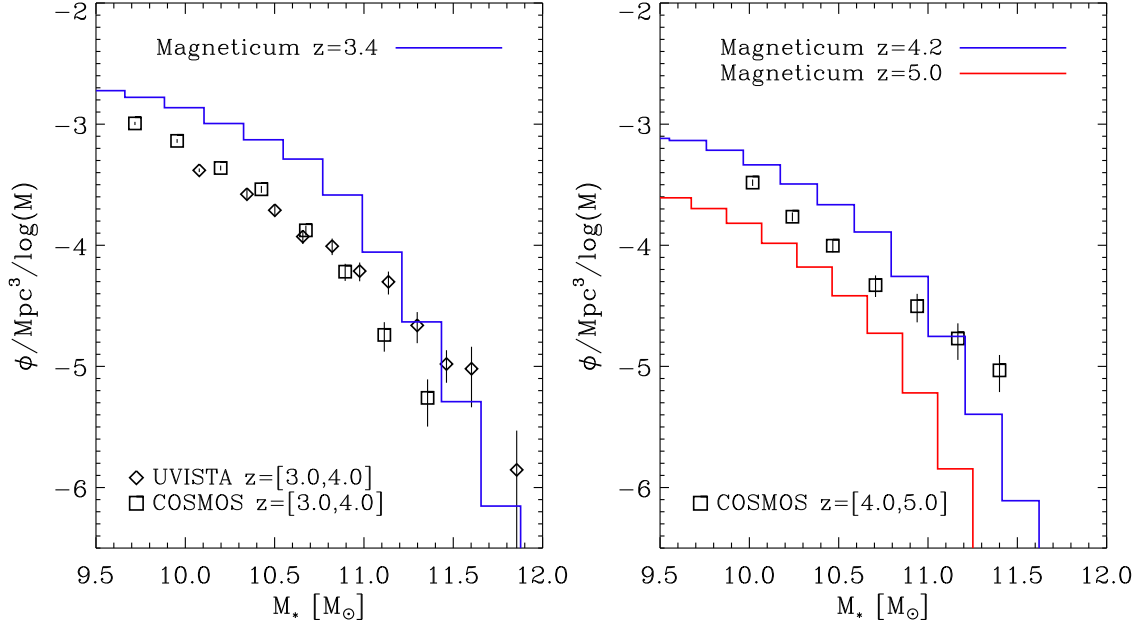 Magneticum z=3.4
−2
−3
−4
−5
−6
ϕ/Mpc³/log(M)
UVISTA z=[3.0,4.0]
COSMOS z=[3.0,4.0]
9.5 10.0 10.5 11.0 11.5 12.0
M* [M⊙]
Magneticum z=4.2
Magneticum z=5.0
−2
−3
−4
−5
−6
ϕ/Mpc³/log(M)
COSMOS z=[4.0,5.0]
9.5 10.0 10.5 11.0 11.5 12.0
M* [M⊙]